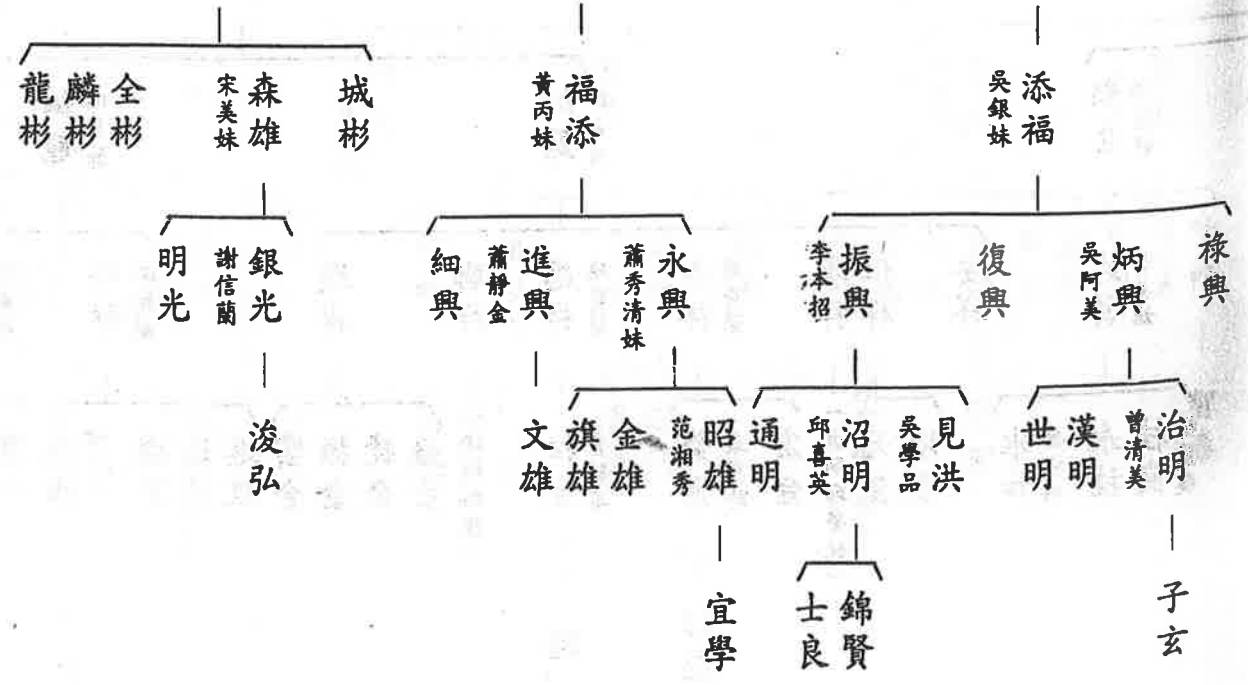 添福
吳銀妹
福添
黃丙妹
城彬
森雄
宋美妹
全彬
麟彬
龍彬
祿興
炳興
吳阿美
復興
振興
李本招
永興
蕭秀清妹
進興
蕭靜金
細興
銀光
謝信蘭
明光
治明
曾清美
漢明
世明
見洪
吳學品
沼明
邱喜英
通明
昭雄
范湘秀
金雄
旗雄
文雄
浚弘
子玄
錦賢
士良
宜學